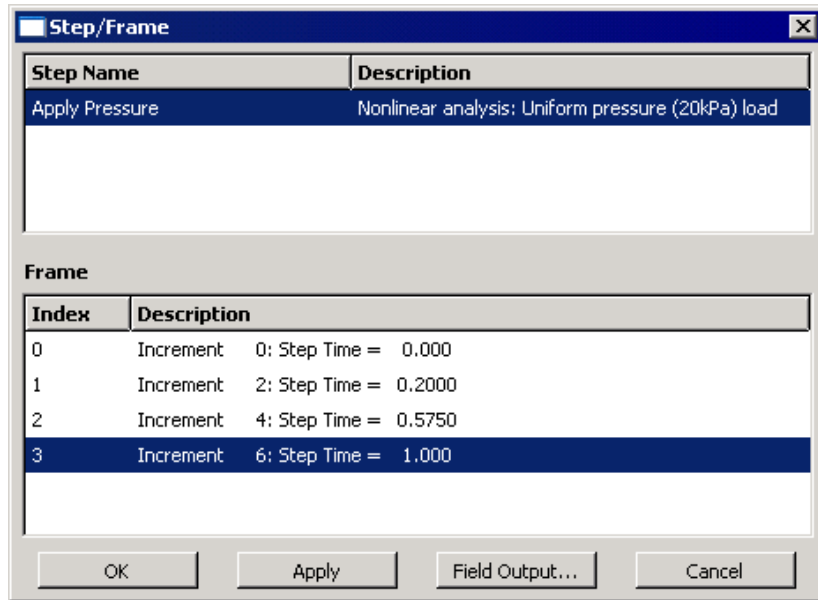 Step/Frame
Step Name Description
Apply Pressure Nonlinear analysis: Uniform pressure (20kPa) load
Frame
Index Description
0 Increment 0: Step Time = 0.000
1 Increment 2: Step Time = 0.2000
2 Increment 4: Step Time = 0.5750
3 Increment 6: Step Time = 1.000
OK Apply Field Output... Cancel